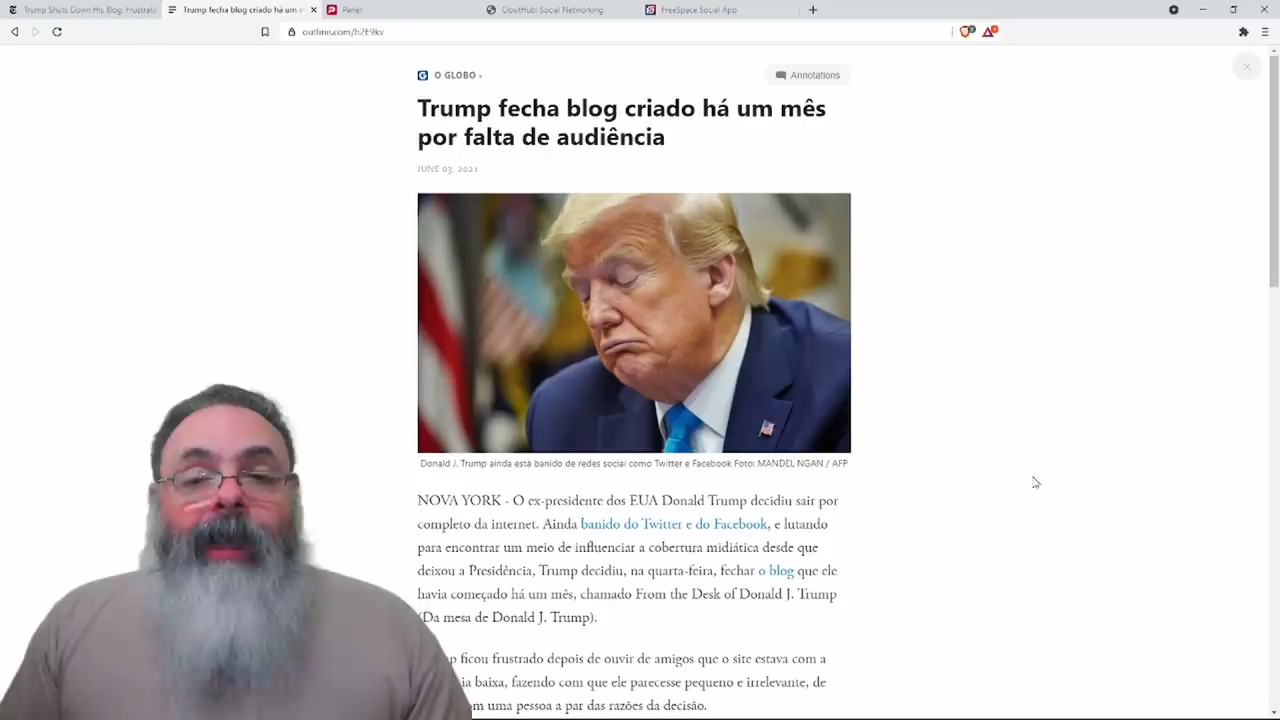 Trump Shuts Down His Blog: Frustrate
Trump fecha blog criado há um m
Parler
CloutHub: Social Networking
FreeSpace Social App
outline.com/h2E9kv
O GLOBO ›
Annotations
Trump fecha blog criado há um mês
por falta de audiência
JUNE 03, 2021
Donald J. Trump ainda está banido de redes sociai como Twitter e Facebook Foto: MANDEL NGAN / AFP
NOVA YORK - O ex-presidente dos EUA Donald Trump decidiu sair por
completo da internet. Ainda banido do Twitter e do Facebook, e lutando
para encontrar um meio de influenciar a cobertura midiática desde que
deixou a Presidência, Trump decidiu, na quarta-feira, fechar o blog que ele
havia começado há um mês, chamado From the Desk of Donald J. Trump
(Da mesa de Donald J. Trump).
ficou frustrado depois de ouvir de amigos que o site estava com a
baixa, fazendo com que ele parecesse pequeno e irrelevante, de
uma pessoa a par das razões da decisão.